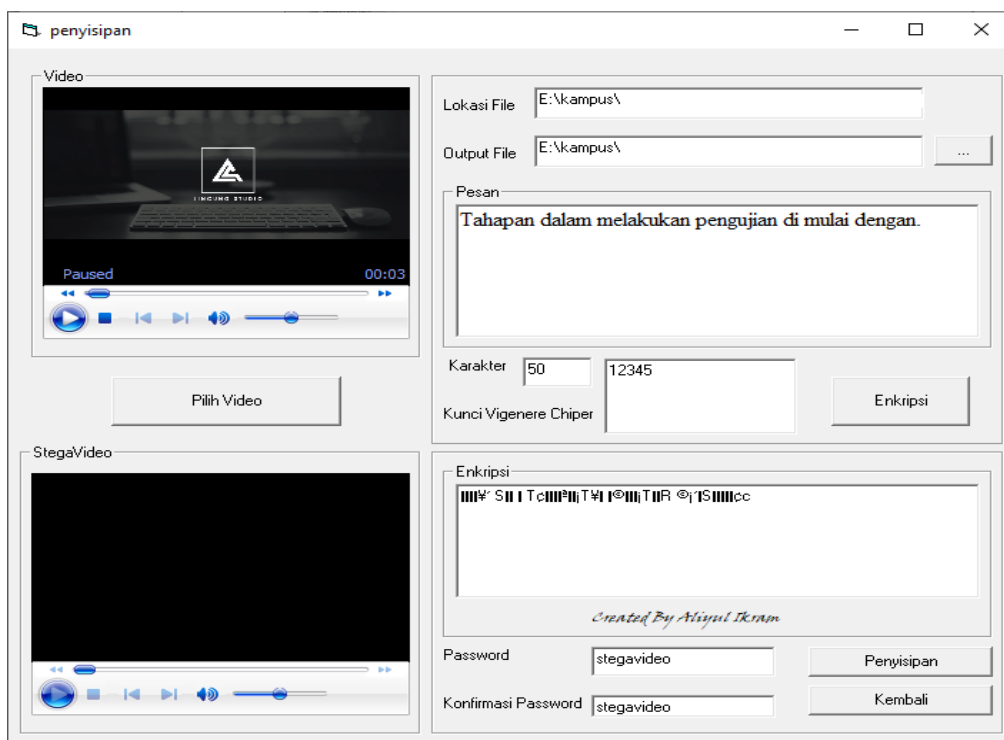 penyisipan
Video
LINGUNG STUDIO
Paused 00:03
Pilih Video
StegaVideo
Lokasi File E:\kampus\
Output File E:\kampus\ ...
Pesan
Tahapan dalam melakukan pengujian di mulai dengan.
Karakter 50
Kunci Vigenere Chiper 12345
Enkripsi
Enkripsi
Created By Aliyul Ikram
Password stegavideo
Konfirmasi Password stegavideo
Penyisipan
Kembali